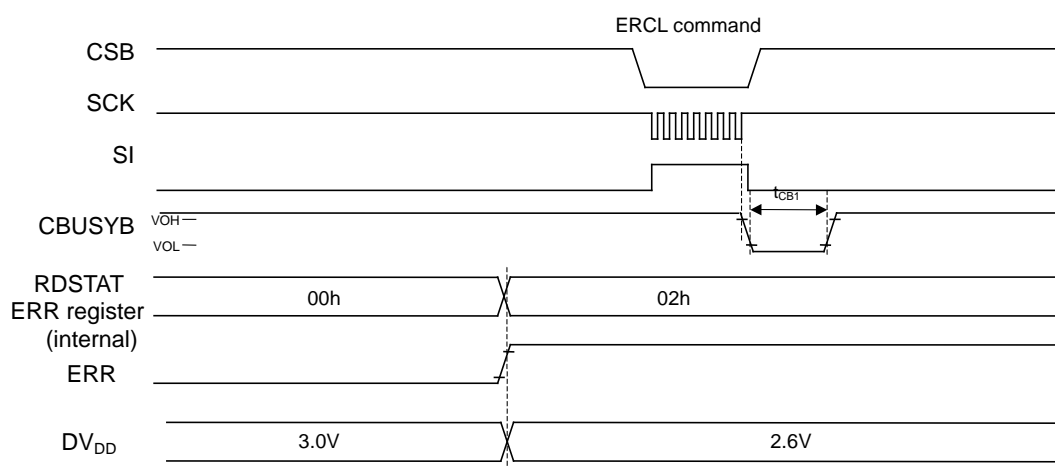 ERCL command
CSB
SCK
SI
tCB1
CBUSYB
VOH
VOL
RDSTAT
ERR register
(internal)
00h
02h
ERR
DVDD
3.0V
2.6V